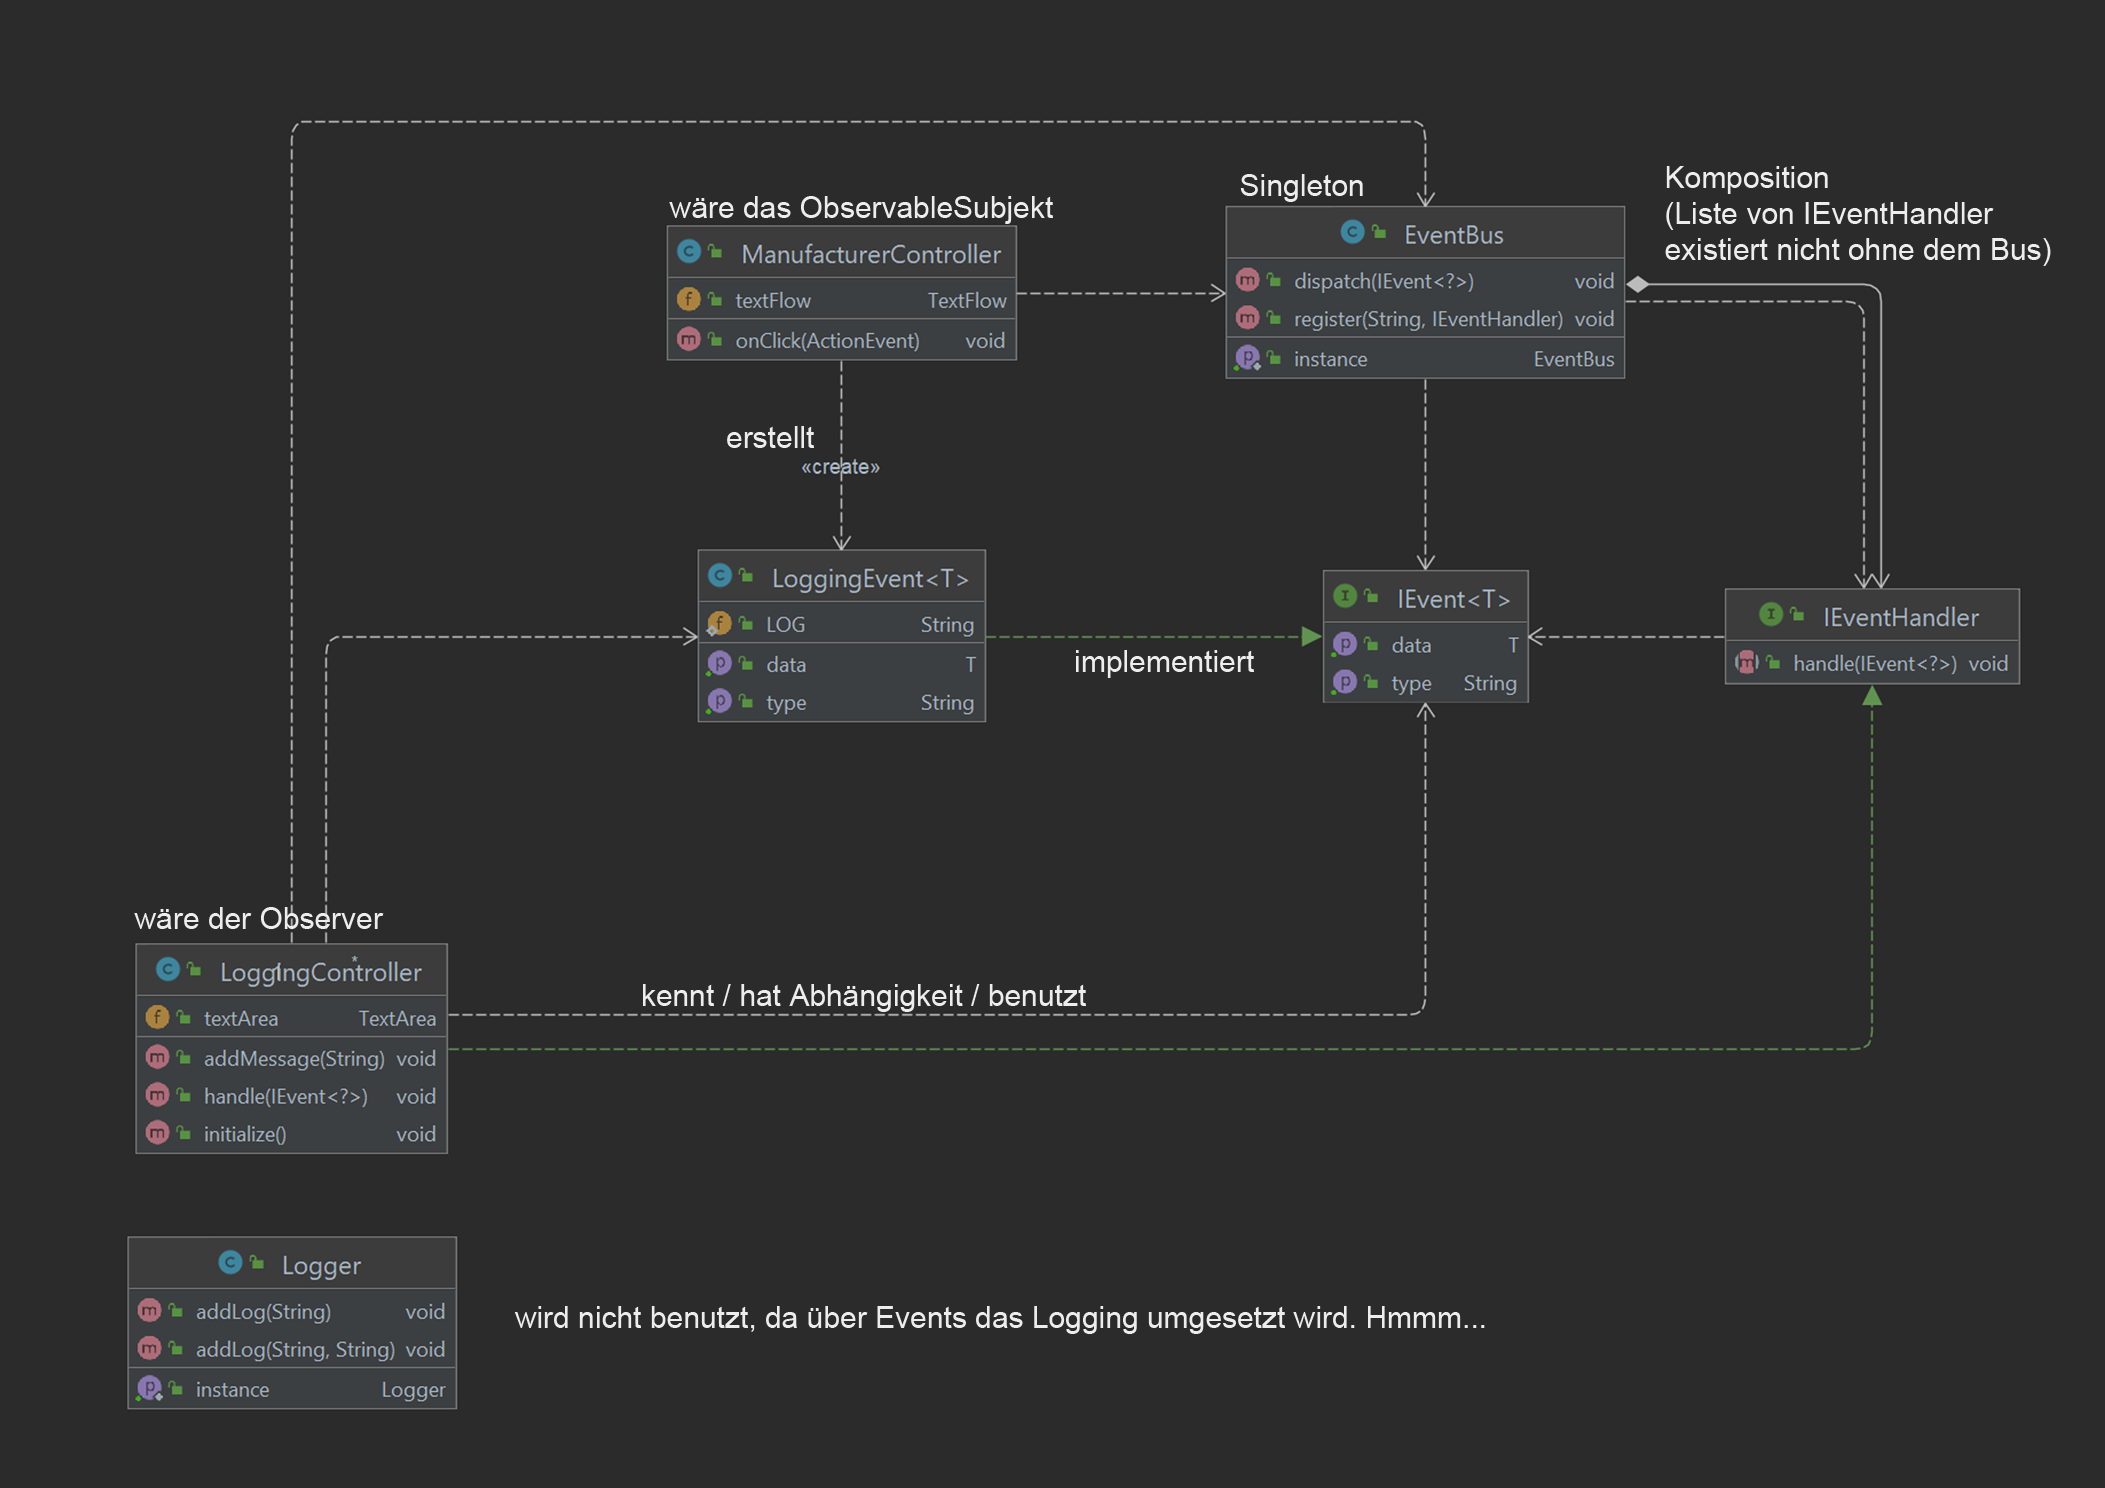 Singleton
Komposition
(Liste von IEventHandler
existiert nicht ohne dem Bus)
wäre das ObservableSubjekt
ManufacturerController
textFlow TextFlow
onClick(ActionEvent) void
EventBus
dispatch(IEvent<?>) void
register(String, IEventHandler) void
instance EventBus
erstellt
«create»
LoggingEvent<T>
LOG String
data T
type String
implementiert
IEvent<T>
data T
type String
IEventHandler
handle(IEvent<?>) void
wäre der Observer
LoggingController
textArea TextArea
addMessage(String) void
handle(IEvent<?>) void
initialize() void
kennt / hat Abhängigkeit / benutzt
Logger
addLog(String) void
addLog(String, String) void
instance Logger
wird nicht benutzt, da über Events das Logging umgesetzt wird. Hmmm...